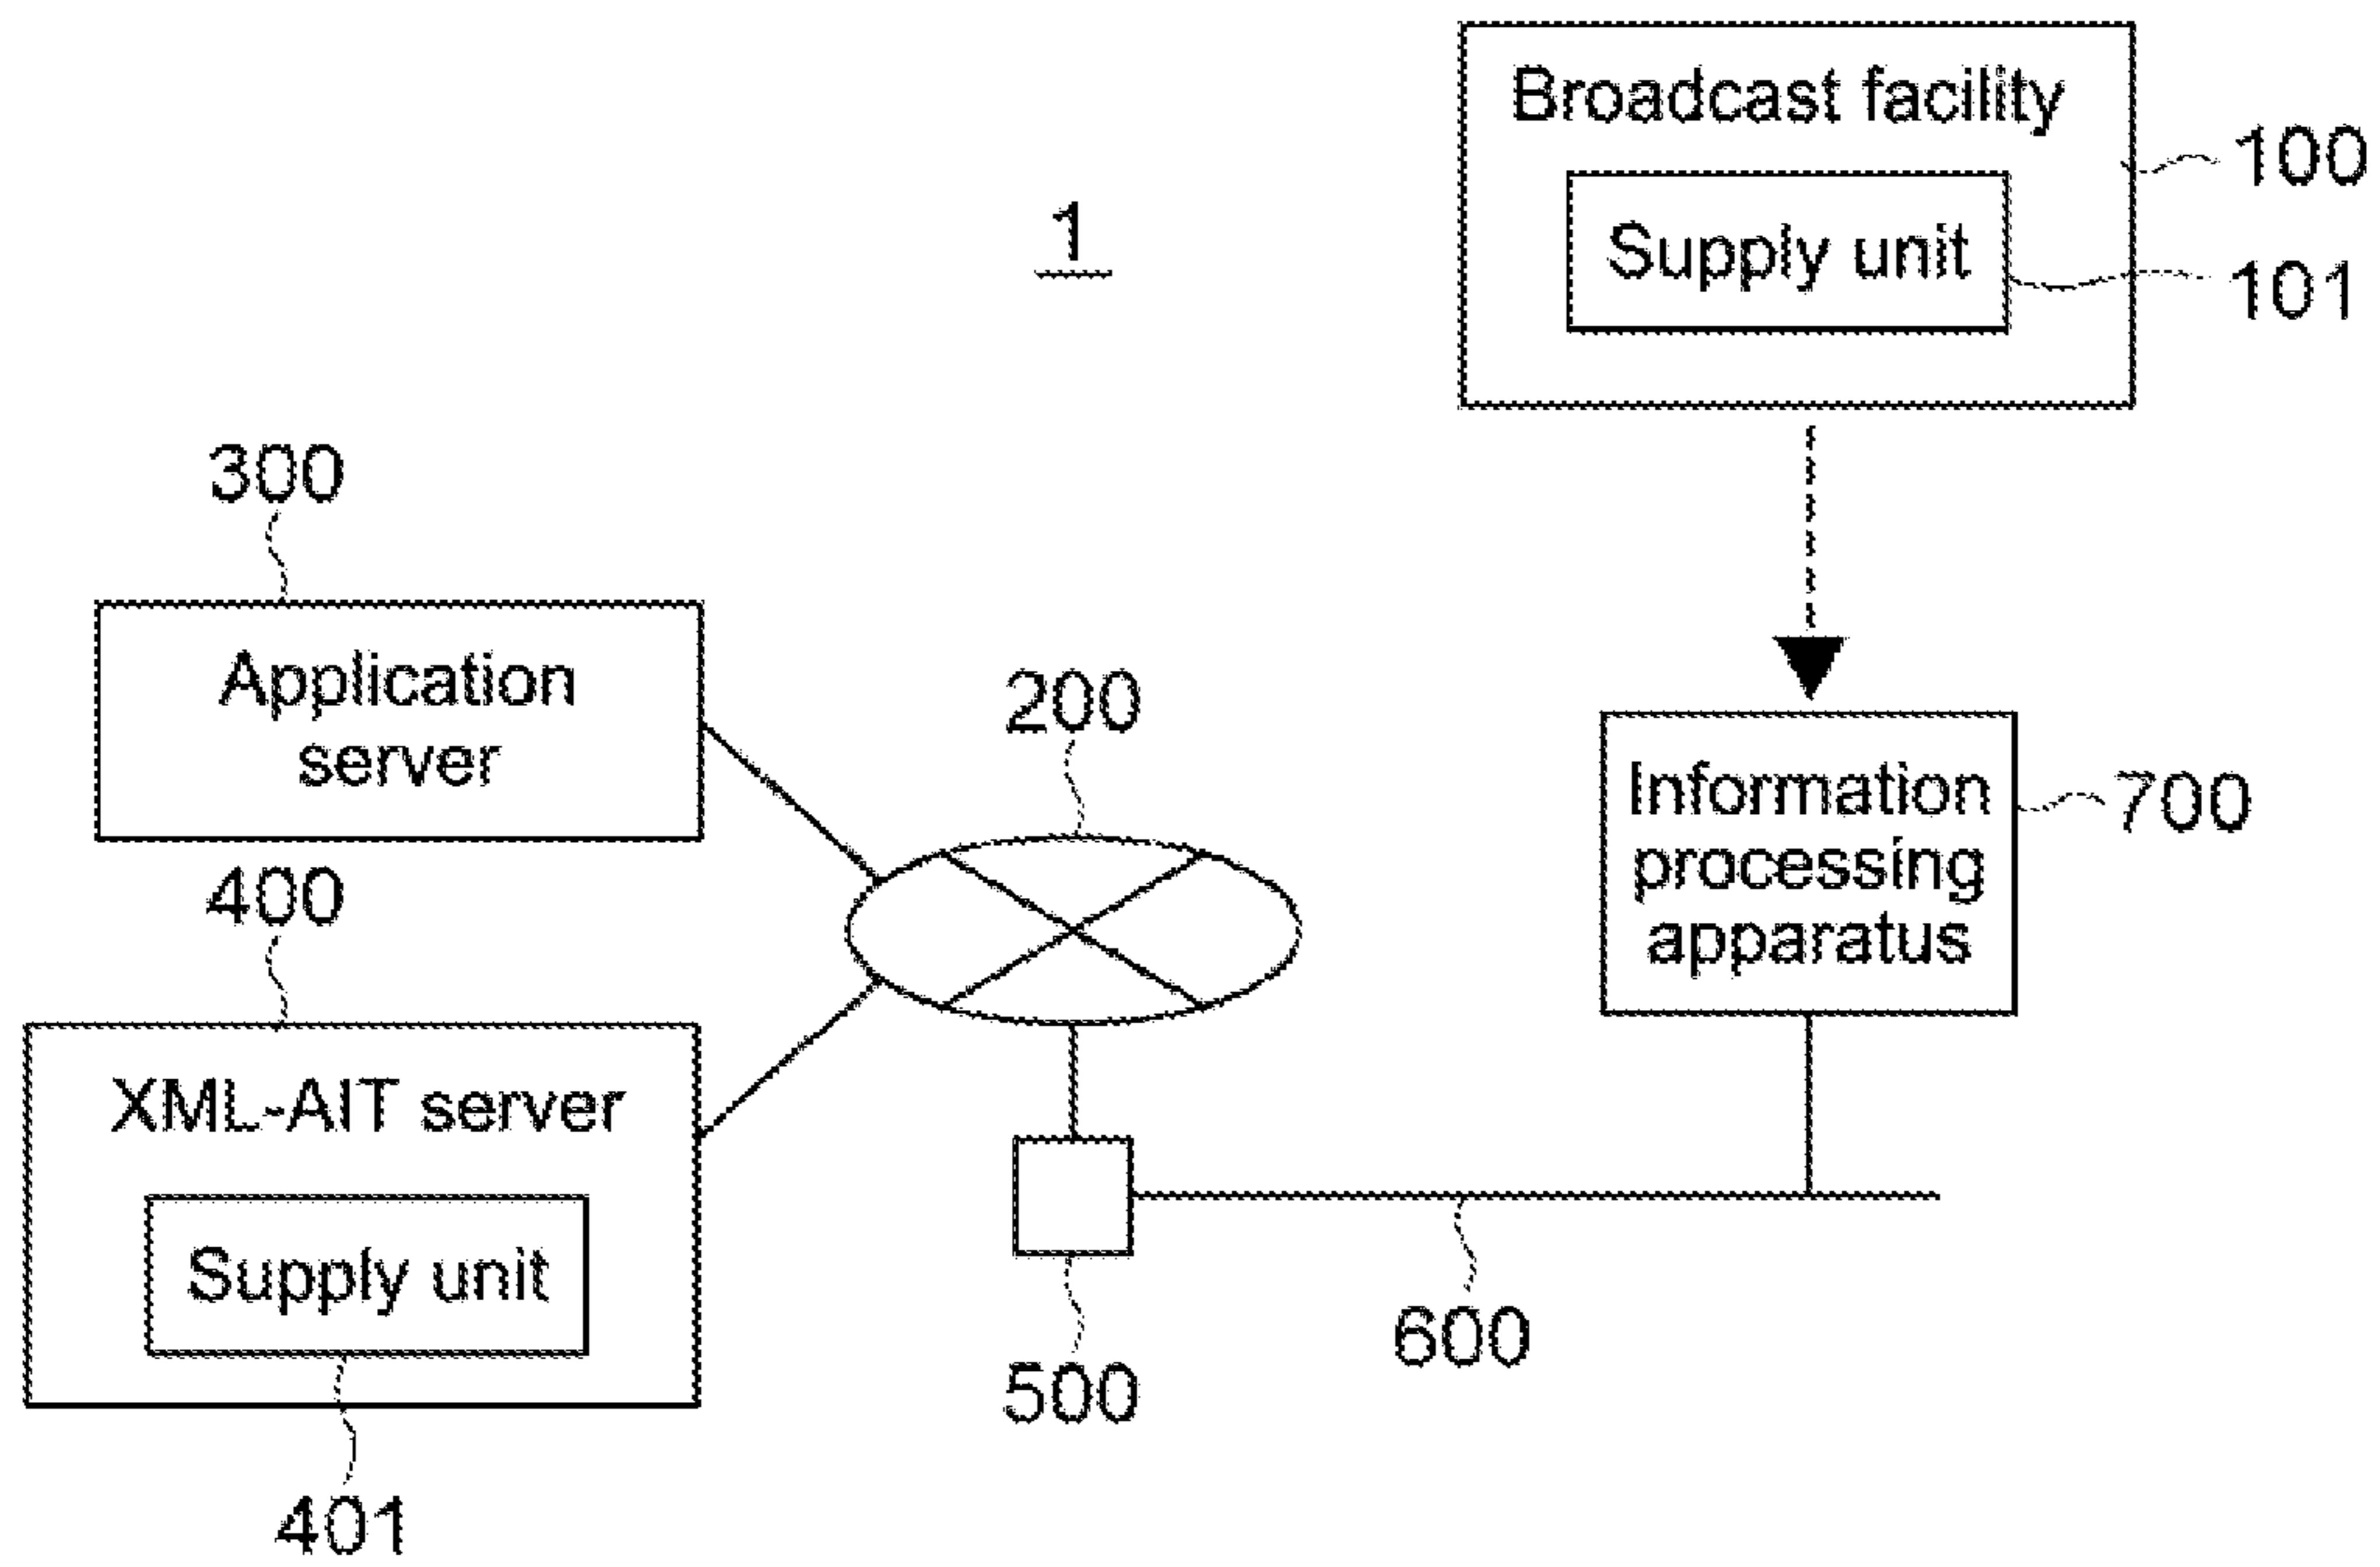 Broadcast facility
100
Supply unit
101
1
300
Application
server
200
Information
processing
apparatus
700
400
XML-AIT server
Supply unit
401
500
600